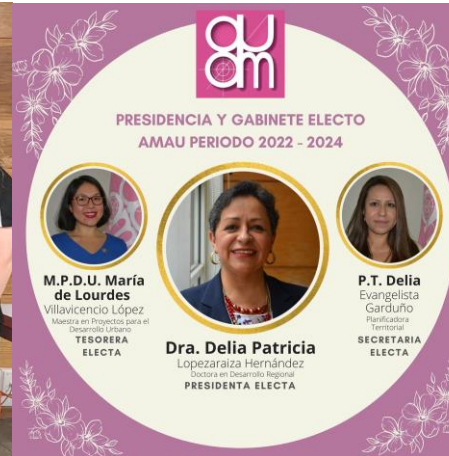 au
am
PRESIDENCIA Y GABINETE ELECTO
AMAU PERIODO 2022 - 2024
M.P.D.U. María
de Lourdes
Villavicencio López
Maestra en Proyectos para el
Desarrollo Urbano
TESORERA
ELECTA
Dra. Delia Patricia
Lopezaraiza Hernández
Doctora en Desarrollo Regional
PRESIDENTA ELECTA
P.T. Delia
Evangelista
Garduño
Planificadora
Territorial
SECRETARIA
ELECTA